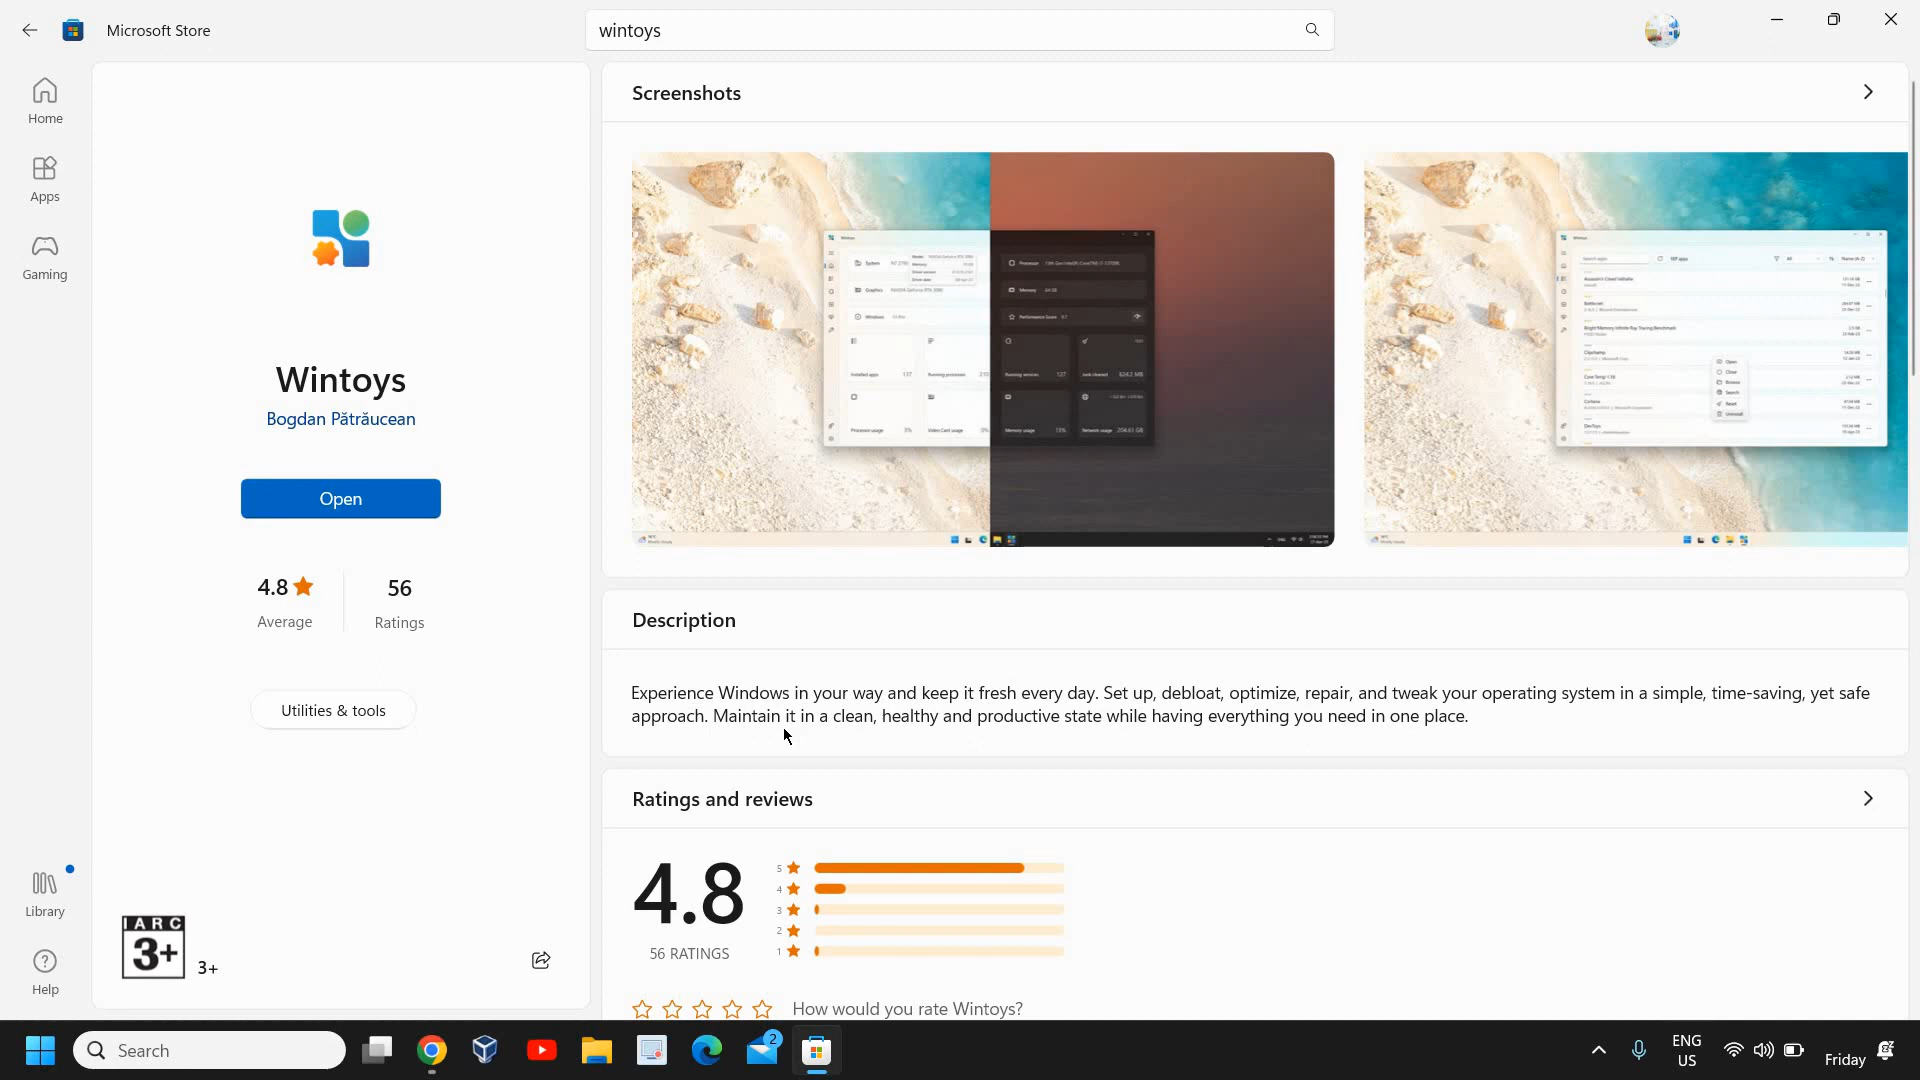 Microsoft Store
wintoys
Home
Apps
Gaming
Library
Help
Wintoys
Bogdan Pătrăucean
Open
4.8
Average
56
Ratings
Utilities & tools
IARC
3+
3+
Screenshots
Description
Experience Windows in your way and keep it fresh every day. Set up, debloat, optimize, repair, and tweak your operating system in a simple, time-saving, yet safe
approach. Maintain it in a clean, healthy and productive state while having everything you need in one place.
Ratings and reviews
4.8
56 RATINGS
5
4
3
2
1
How would you rate Wintoys?
Search
2
ENG
US
Friday